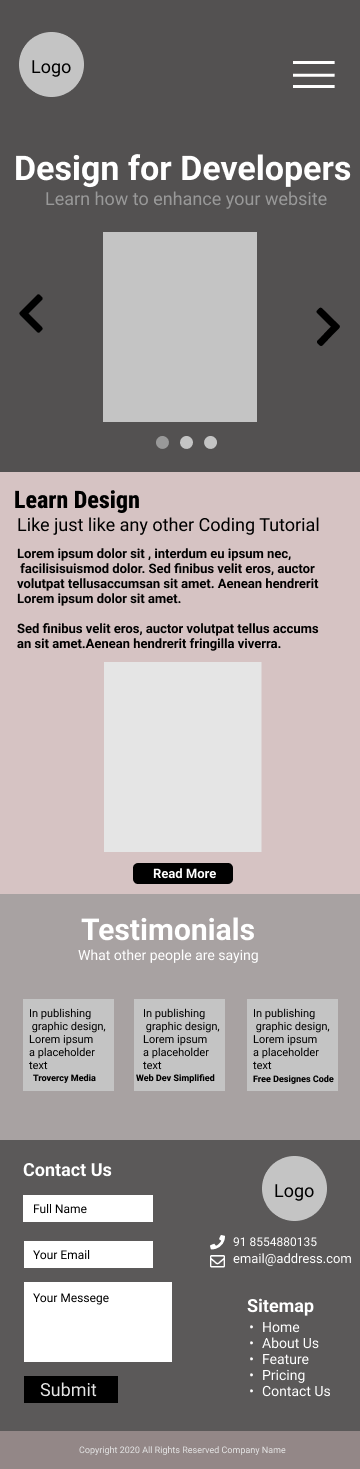 Logo
Design for Developers
Learn how to enhance your website
Learn Design
Like just like any other Coding Tutorial
Lorem ipsum dolor sit , interdum eu ipsum nec,
facilisisuismod dolor. Sed finibus velit eros, auctor
volutpat tellusaccumsan sit amet. Aenean hendrerit
Lorem ipsum dolor sit amet.
Sed finibus velit eros, auctor volutpat tellus accums
an sit amet.Aenean hendrerit fringilla viverra.
Read More
Testimonials
What other people are saying
In publishing
graphic design,
Lorem ipsum
a placeholder
text
Trovercy Media
In publishing
graphic design,
Lorem ipsum
a placeholder
text
Web Dev Simplified
In publishing
graphic design,
Lorem ipsum
a placeholder
text
Free Designes Code
Contact Us
Full Name
Your Email
Your Messege
Submit
Logo
91 8554880135
email@address.com
Sitemap
• Home
• About Us
• Feature
• Pricing
• Contact Us
Copyright 2020 All Rights Reserved Company Name